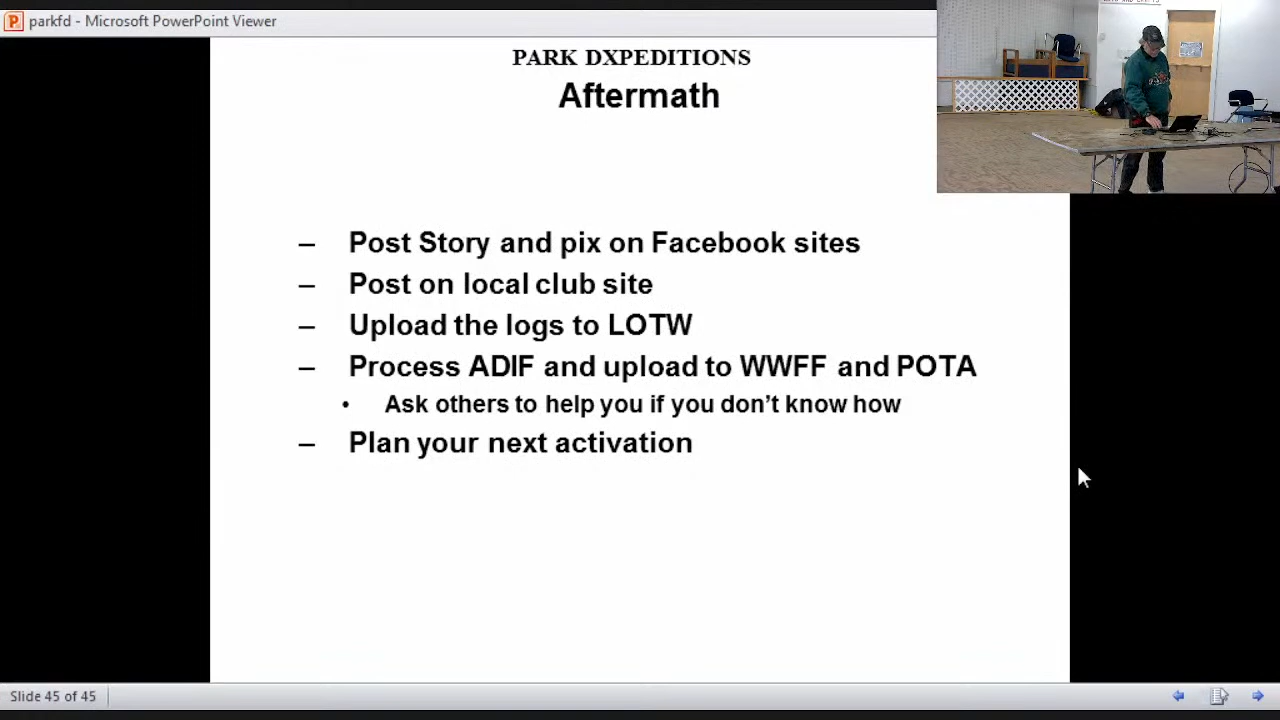 parkfd - Microsoft PowerPoint Viewer
PARK DXPEDITIONS
Aftermath
– Post Story and pix on Facebook sites
– Post on local club site
– Upload the logs to LOTW
– Process ADIF and upload to WWFF and POTA
• Ask others to help you if you don’t know how
– Plan your next activation
Slide 45 of 45